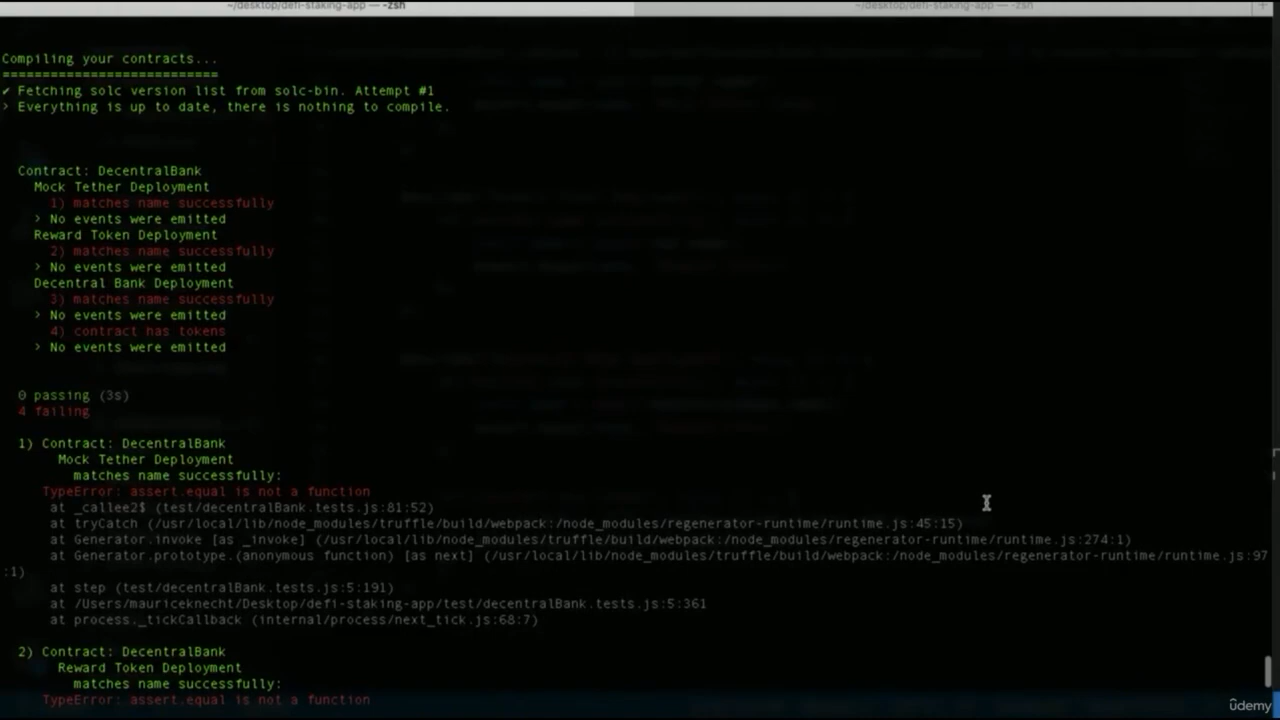 ~/desktop/defi-staking-app — -zsh
~/desktop/defi-staking-app — -zsh
+
Compiling your contracts...
===========================
✓ Fetching solc version list from solc-bin. Attempt #1
> Everything is up to date, there is nothing to compile.
Contract: DecentralBank
Mock Tether Deployment
1) matches name successfully
> No events were emitted
Reward Token Deployment
2) matches name successfully
> No events were emitted
Decentral Bank Deployment
3) matches name successfully
> No events were emitted
4) contract has tokens
> No events were emitted
0 passing (3s)
4 failing
1) Contract: DecentralBank
Mock Tether Deployment
matches name successfully:
TypeError: assert.equal is not a function
at _callee2$ (test/decentralBank.tests.js:81:52)
at tryCatch (/usr/local/lib/node_modules/truffle/build/webpack:/node_modules/regenerator-runtime/runtime.js:45:15)
at Generator.invoke [as _invoke] (/usr/local/lib/node_modules/truffle/build/webpack:/node_modules/regenerator-runtime/runtime.js:274:1)
at Generator.prototype.(anonymous function) [as next] (/usr/local/lib/node_modules/truffle/build/webpack:/node_modules/regenerator-runtime/runtime.js:97
:1)
at step (test/decentralBank.tests.js:5:191)
at /Users/mauriceknecht/Desktop/defi-staking-app/test/decentralBank.tests.js:5:361
at process._tickCallback (internal/process/next_tick.js:68:7)
2) Contract: DecentralBank
Reward Token Deployment
matches name successfully:
TypeError: assert.equal is not a function
ûdemy